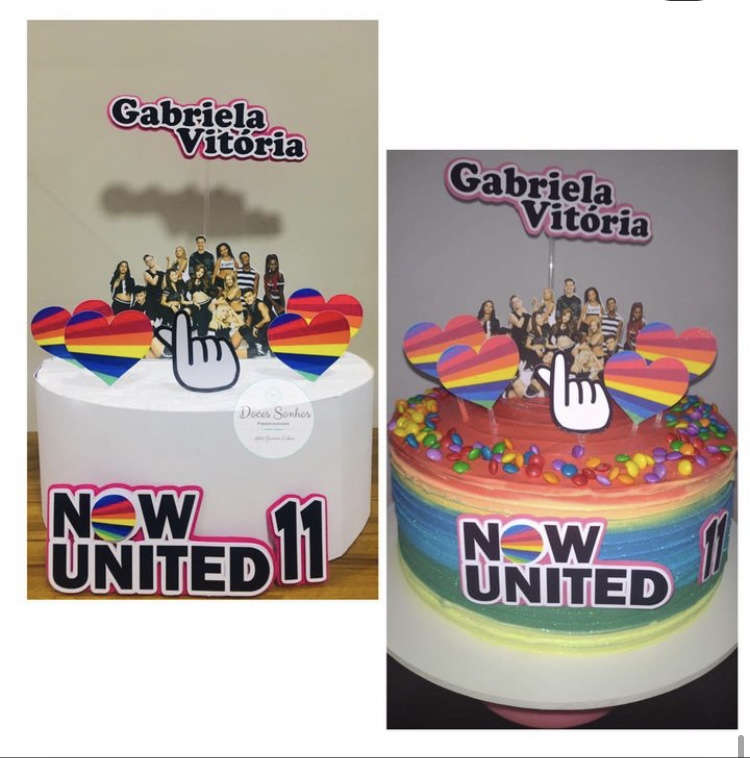 Gabriela
Vitória
Doces Sonhos
NOW
UNITED
11
Gabriela
Vitória
NOW
UNITED
11